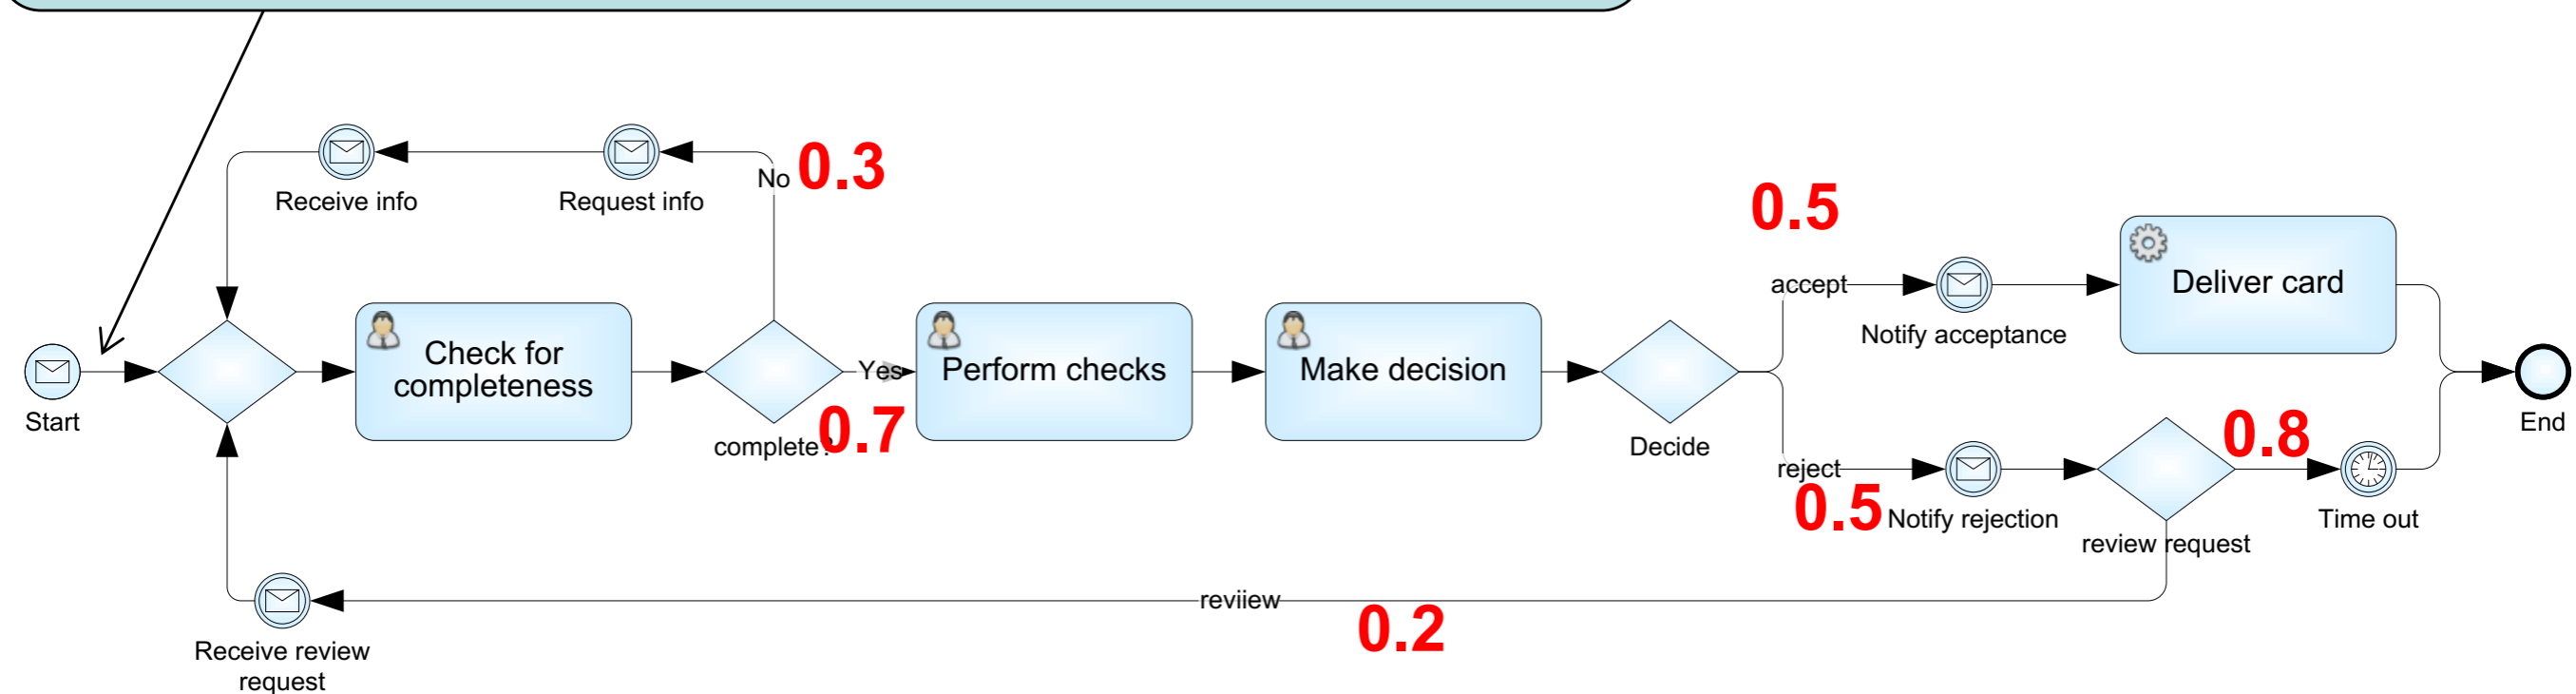 No
0.3
Receive info
Request info
0.5
accept
Notify acceptance
Deliver card
Start
Check for
completeness
Yes
complete?
0.7
Perform checks
Make decision
Decide
reject
0.5
Notify rejection
0.8
review request
Time out
End
reviiew
0.2
Receive review
request